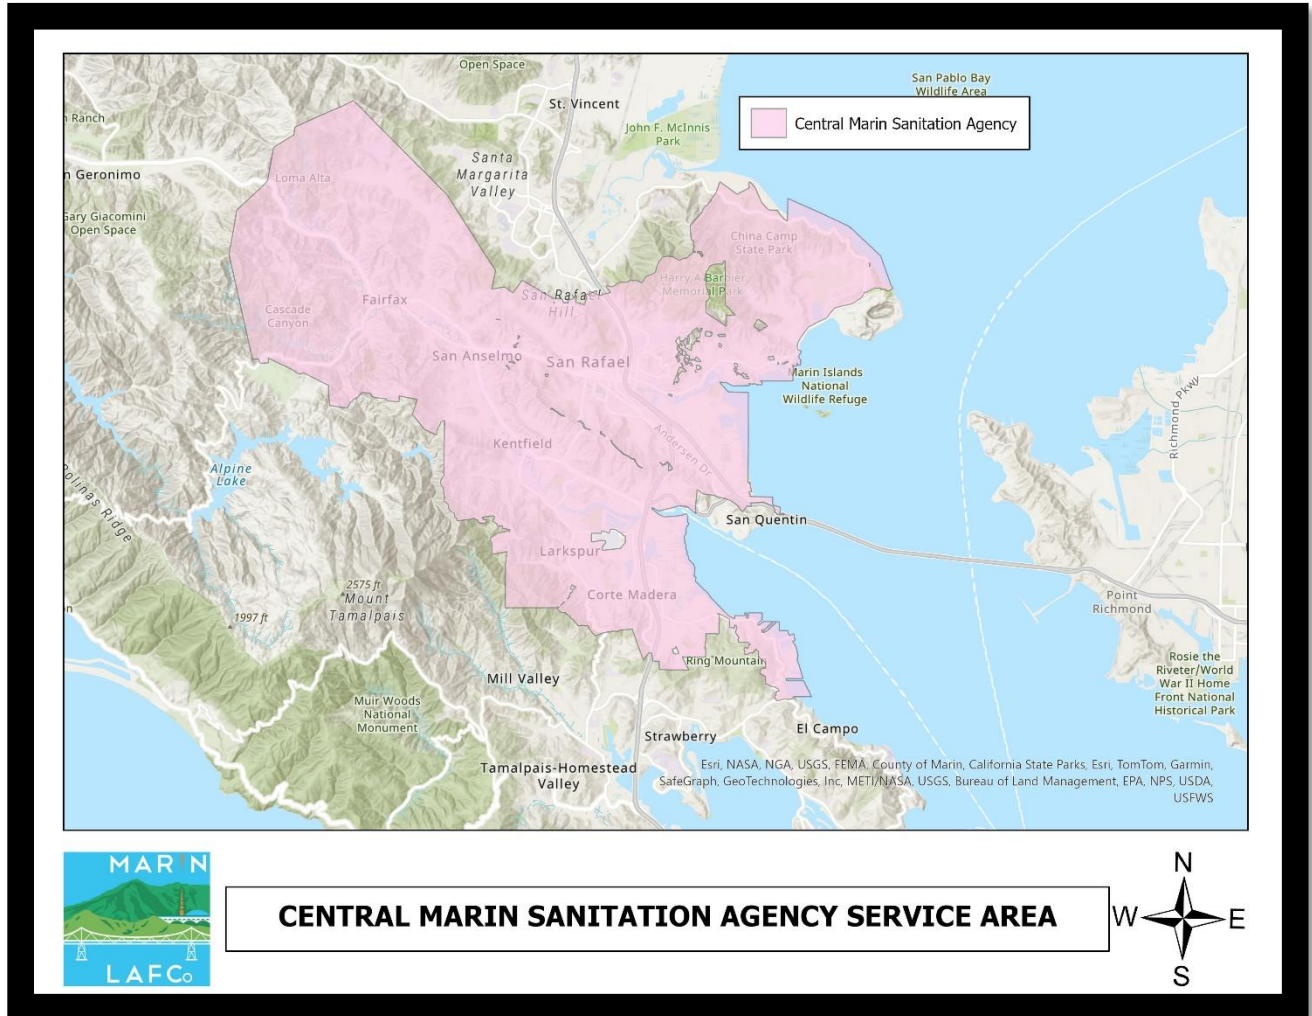 Open Space
San Pablo Bay
Wildlife Area
St. Vincent
Ranch
John F. McInnis
Park
Central Marin Sanitation Agency
Santa
Margarita
Valley
n Geronimo
Loma Alta
Gary Giacomini
Open Space
China Camp
State Park
Harry A Barbier
Memorial Park
San Rafael
Hill
Fairfax
Cascade
Canyon
San Anselmo
San Rafael
Marin Islands
National
Wildlife Refuge
Richmond Pkwy
Andersen Dr
Kentfield
Alpine
Lake
olinas Ridge
San Quentin
Larkspur
2575 ft
Mount
Tamalpais
Corte Madera
Point
Richmond
1997 ft
on
Ring Mountain
Mill Valley
Rosie the
Riveter/World
War II Home
Front National
Historical Park
Muir Woods
National
Monument
El Campo
Strawberry
Tamalpais-Homestead
Valley
Esri, NASA, NGA, USGS, FEMA, County of Marin, California State Parks, Esri, TomTom, Garmin,
SafeGraph, GeoTechnologies, Inc, METI/NASA, USGS, Bureau of Land Management, EPA, NPS, USDA,
USFWS
MARIN
LAFCo
CENTRAL MARIN SANITATION AGENCY SERVICE AREA
N
W E
S